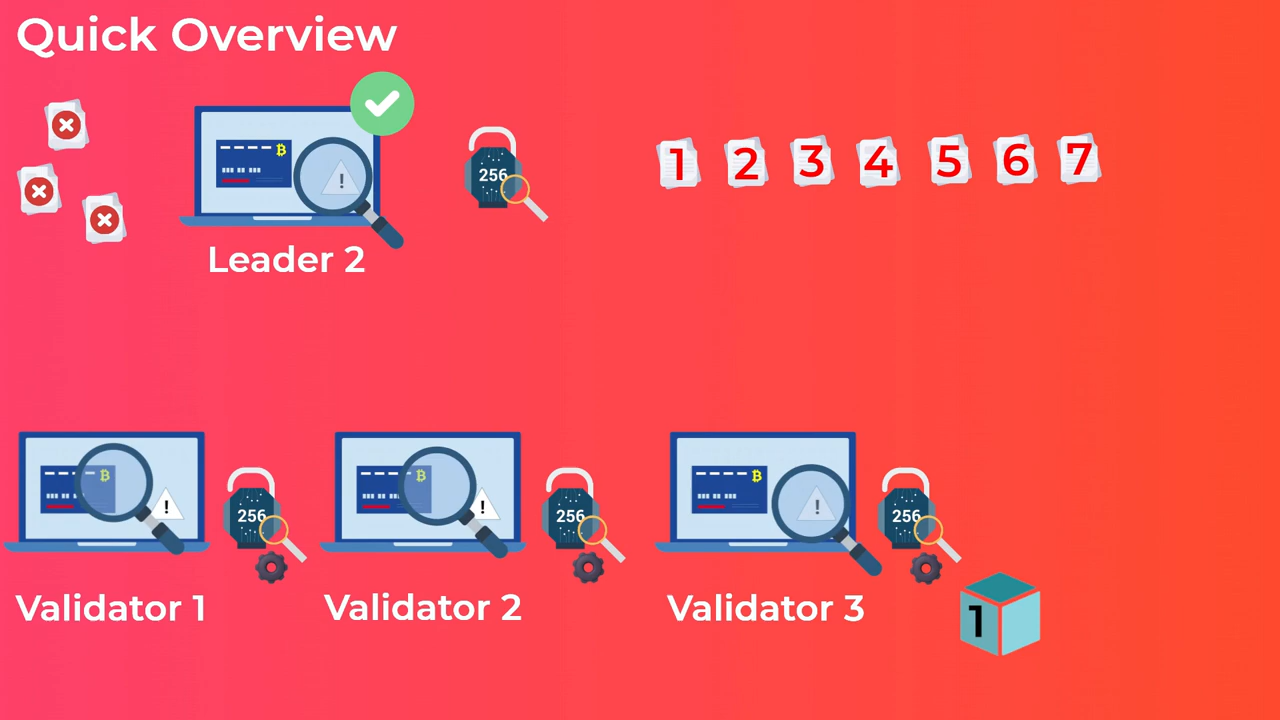 Quick Overview
256
1 2 3 4 5 6 7
Leader 2
256
256
256
Validator 1
Validator 2
Validator 3
1